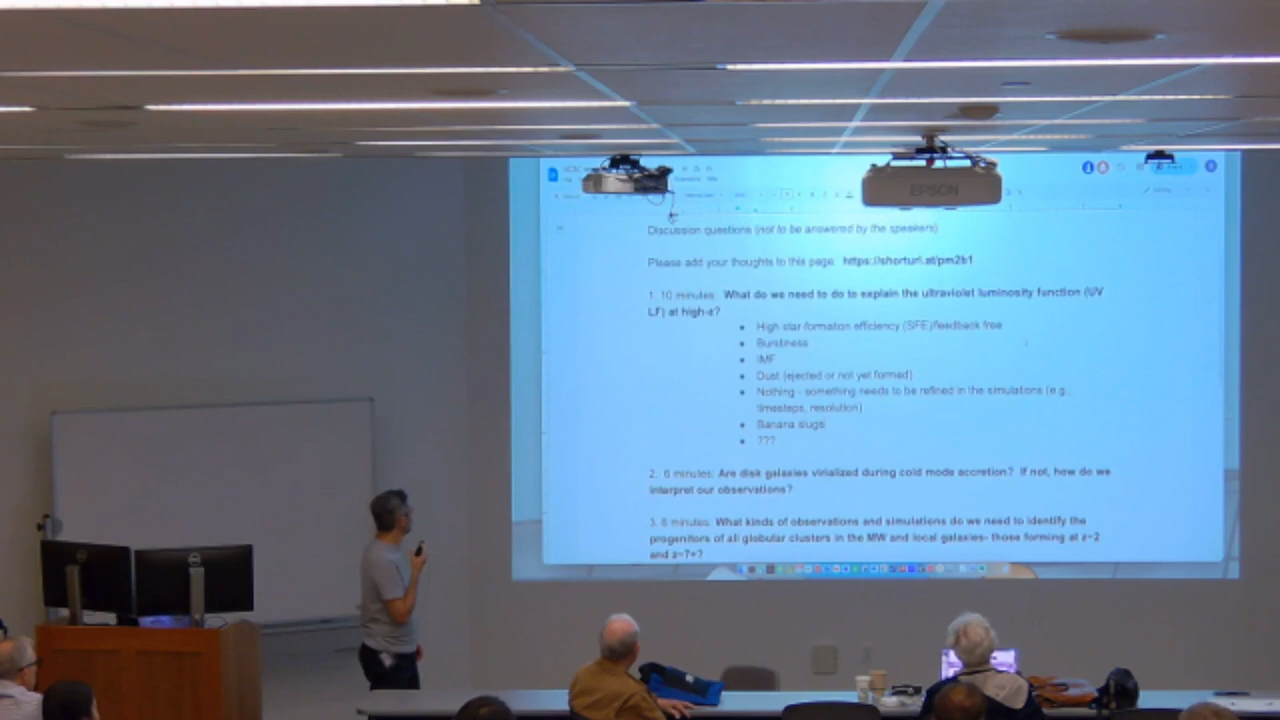 EPSON
Discussion questions (not to be answered by the speakers)
Please add your thoughts to this page: https://shorturl.at/pm2b1
1. 10 minutes: What do we need to do to explain the ultraviolet luminosity function (UV
LF) at high-z?
● High star formation efficiency (SFE)/feedback free
● Burstiness
● IMF
● Dust (ejected or not yet formed)
● Nothing - something needs to be refined in the simulations (e.g.,
timesteps, resolution)
● Banana slugs
● ???
2. 6 minutes: Are disk galaxies virialized during cold mode accretion? If not, how do we
interpret our observations?
3. 6 minutes: What kinds of observations and simulations do we need to identify the
progenitors of all globular clusters in the MW and local galaxies- those forming at z~2
and z~7+?